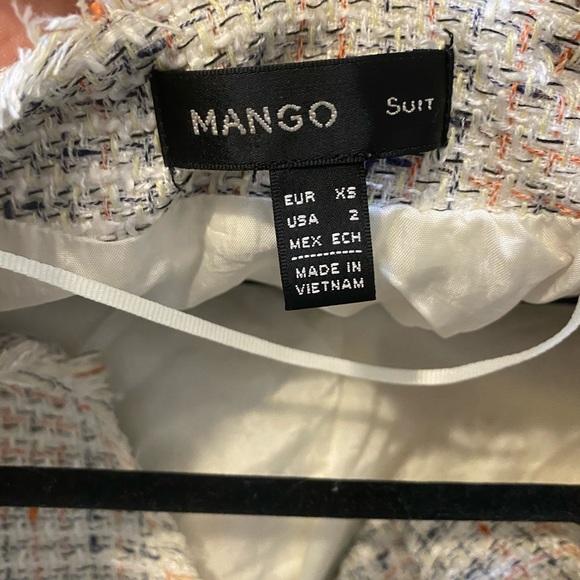 MANGO Suit
EUR XS
USA 2
MEX ECH
MADE IN
VIETNAM